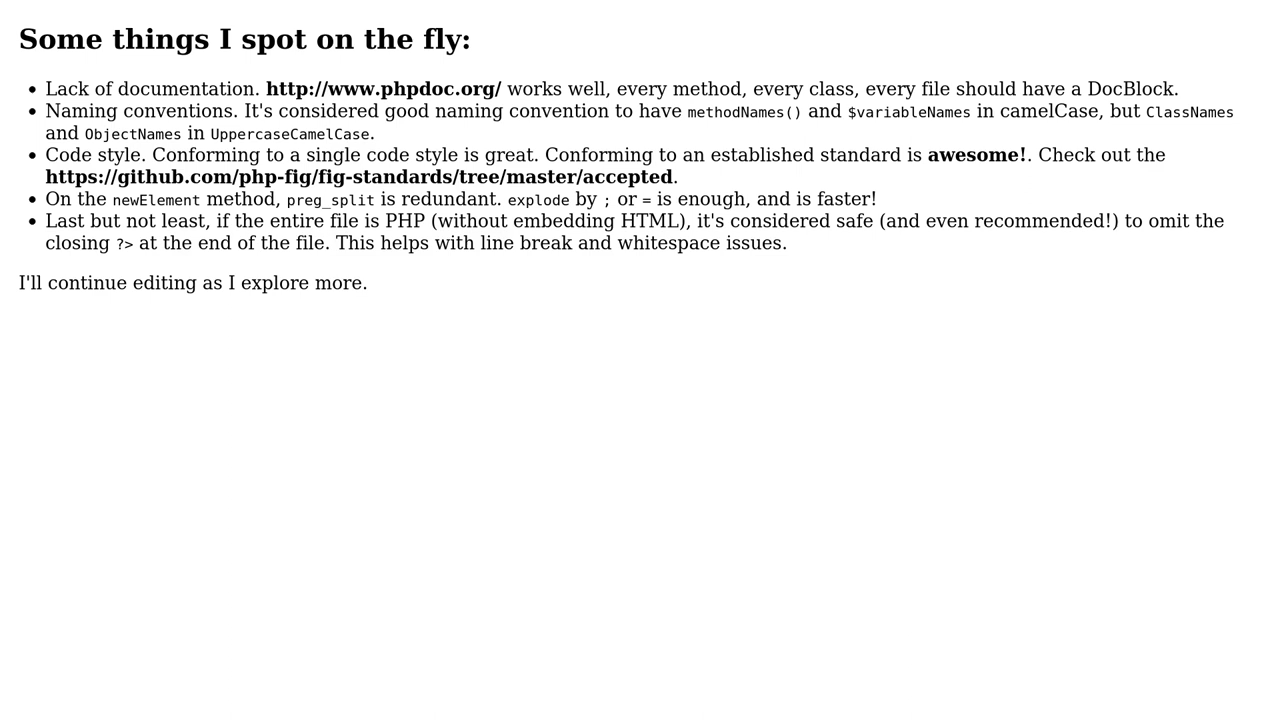 Some things I spot on the fly:
• Lack of documentation. http://www.phpdoc.org/ works well, every method, every class, every file should have a DocBlock.
• Naming conventions. It's considered good naming convention to have methodNames() and $variableNames in camelCase, but ClassNames
and ObjectNames in UppercaseCamelCase.
• Code style. Conforming to a single code style is great. Conforming to an established standard is awesome!. Check out the
https://github.com/php-fig/fig-standards/tree/master/accepted.
• On the newElement method, preg_split is redundant. explode by ; or = is enough, and is faster!
• Last but not least, if the entire file is PHP (without embedding HTML), it's considered safe (and even recommended!) to omit the
closing ?> at the end of the file. This helps with line break and whitespace issues.
I'll continue editing as I explore more.